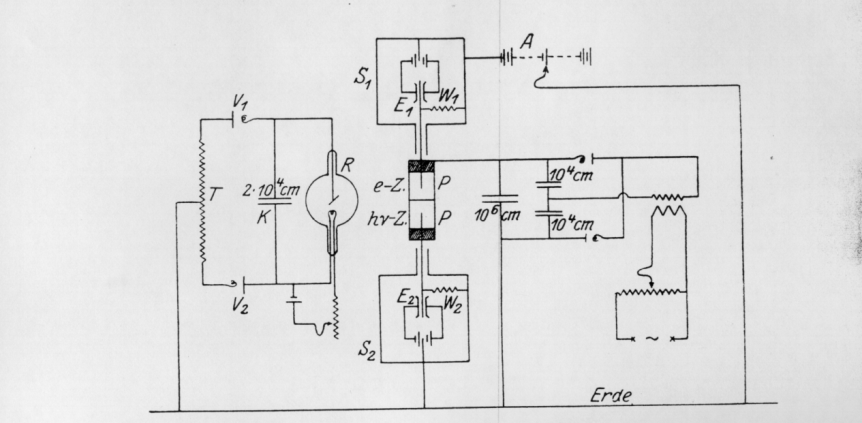 A
S₁
E₁ W₁
V₁
R
T
2·10⁴cm
K
e-Z. P
hν-Z. P
10⁶cm
10⁴cm
10⁴cm
V₂
E₂ W₂
S₂
~
Erde